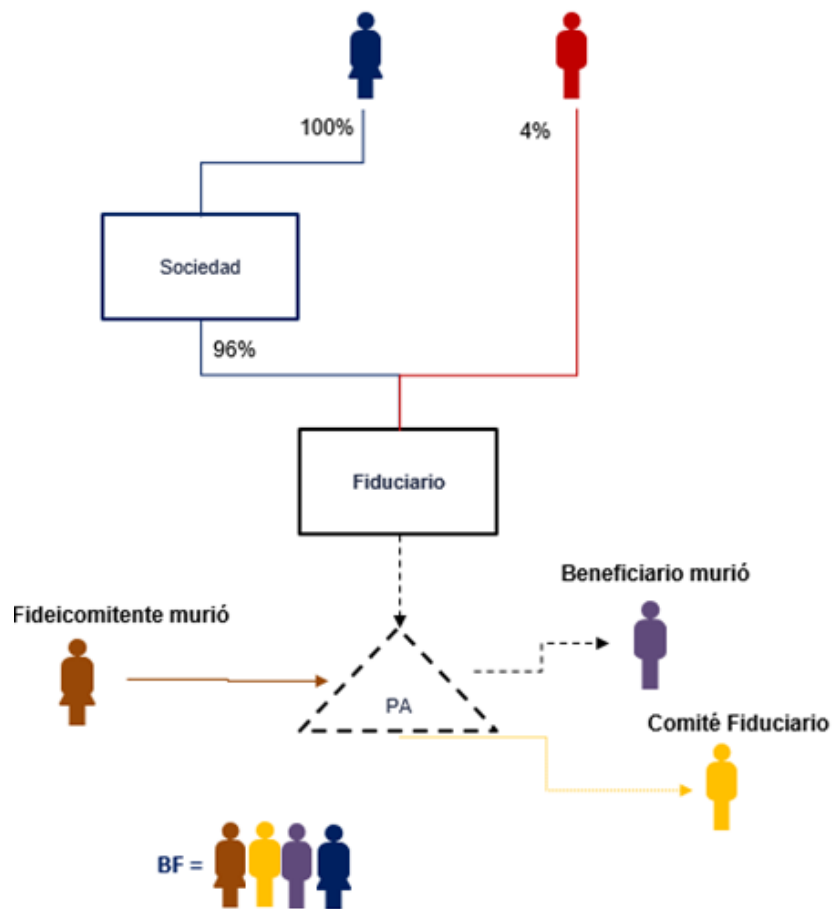 100%
4%
Sociedad
96%
Fiduciario
Beneficiario murió
Fideicomitente murió
PA
Comité Fiduciario
BF =